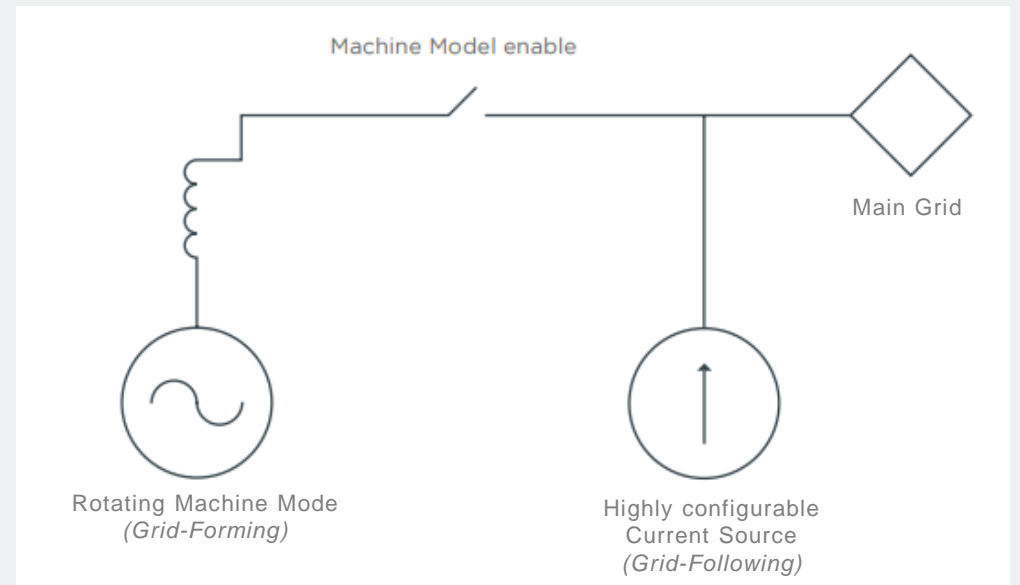 Machine Model enable
Main Grid
Rotating Machine Mode
(Grid-Forming)
Highly configurable
Current Source
(Grid-Following)